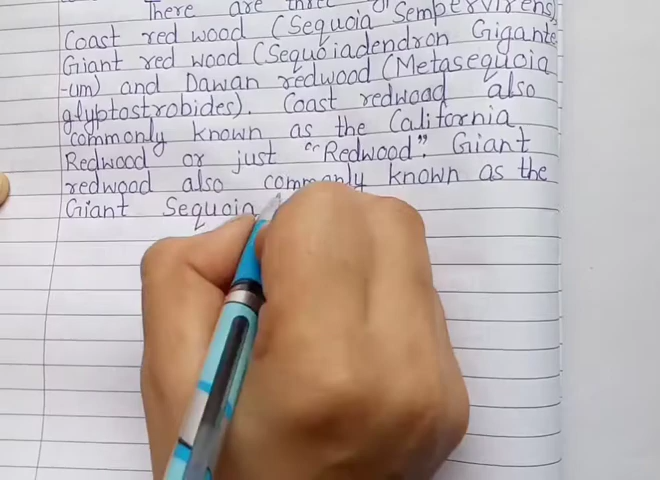 There are three of
Coast red wood (Sequoia Sempervirens),
Giant red wood (Sequoiadendron Gigante
-um) and Dawan redwood (Metasequoia
glyptostrobides). Coast redwood also
commonly known as the California
Redwood or just "Redwood". Giant
redwood also commonly known as the
Giant Sequoia